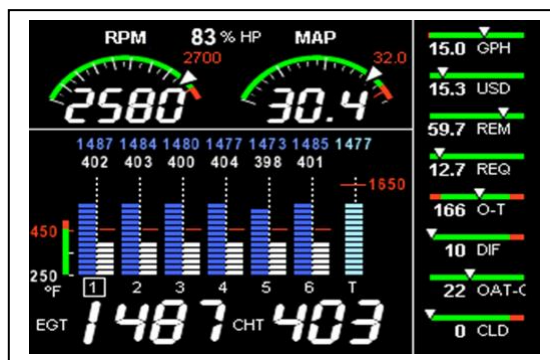 RPM 83 % HP MAP
2700 32.0
2580 30.4
1487 1484 1480 1477 1473 1485 1477
402 403 400 404 398 401
1650
450
250
°F 1 2 3 4 5 6 T
EGT 1487 CHT 403
15.0 GPH
15.3 USD
59.7 REM
12.7 REQ
166 O-T
10 DIF
22 OAT-C
0 CLD